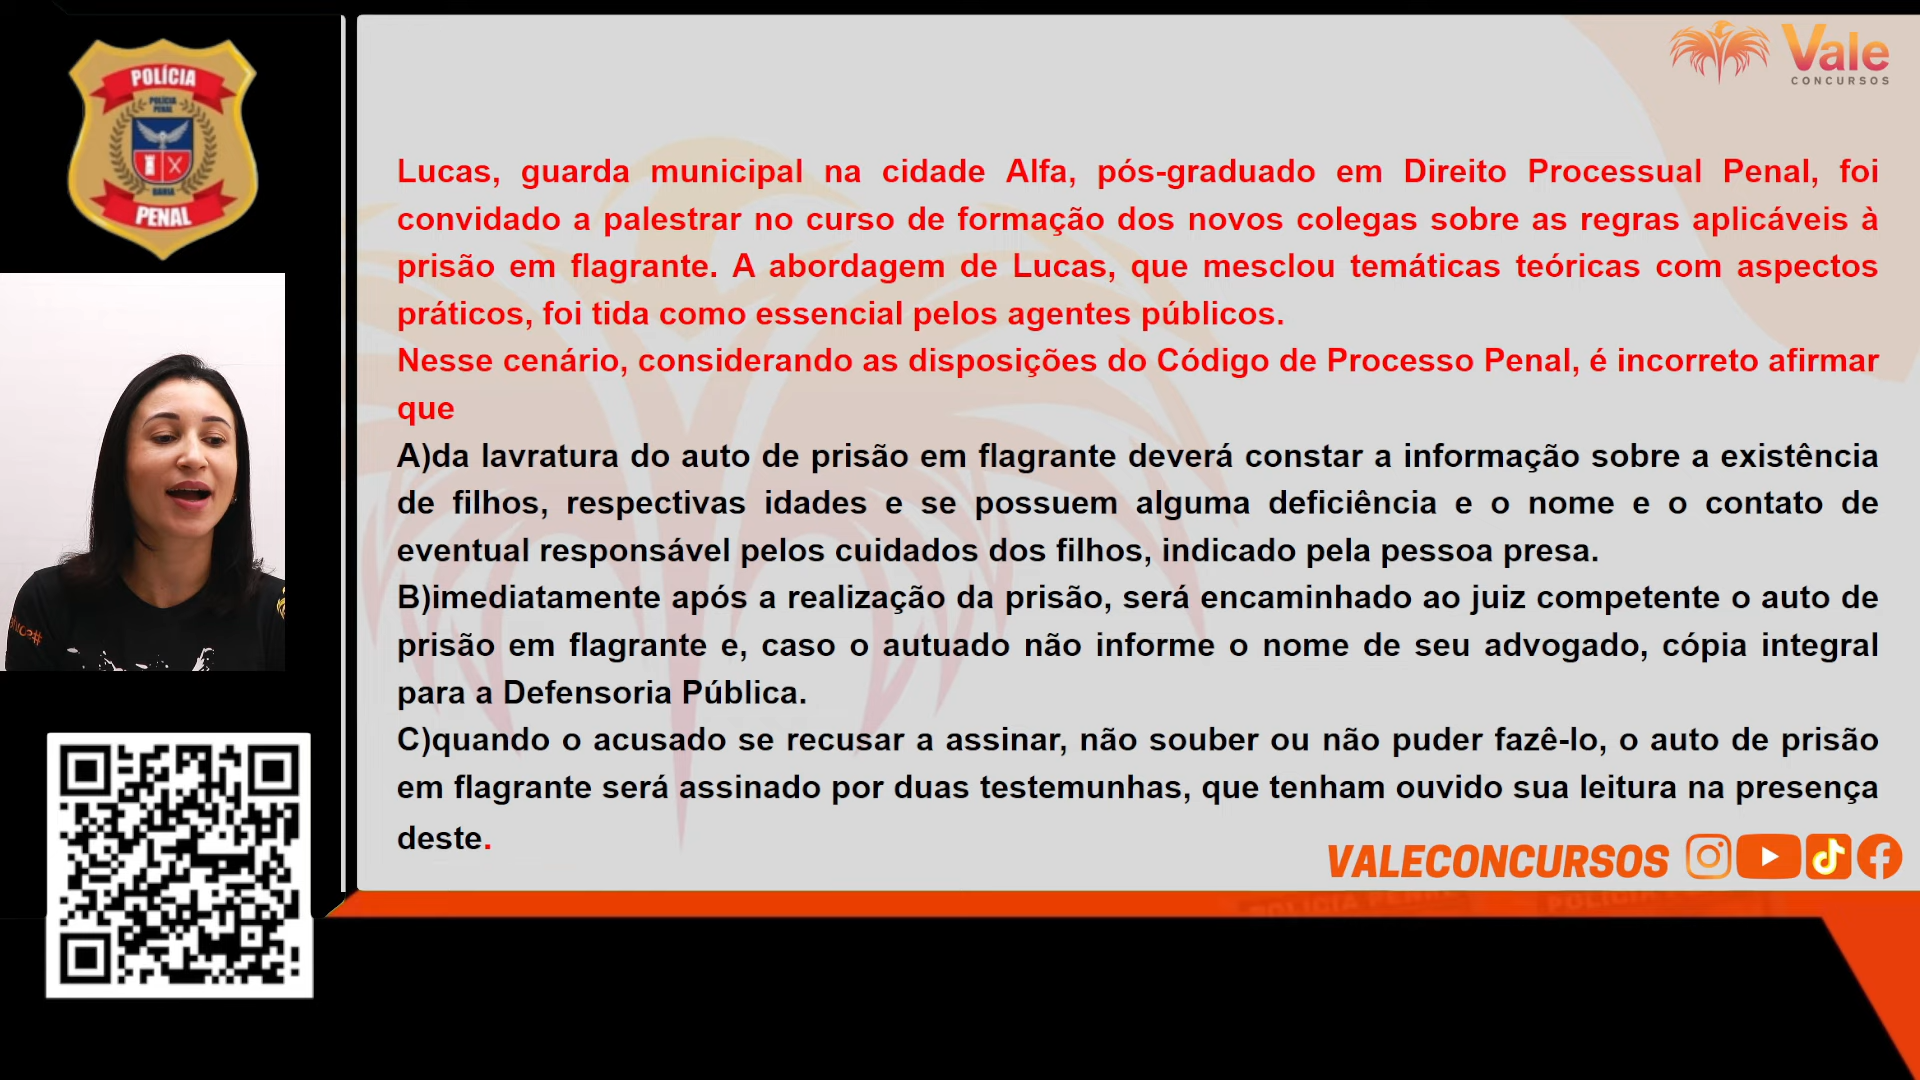 POLÍCIA
POLÍCIA
PENAL
BAHIA
PENAL
Vale
CONCURSOS
Lucas, guarda municipal na cidade Alfa, pós-graduado em Direito Processual Penal, foi
convidado a palestrar no curso de formação dos novos colegas sobre as regras aplicáveis à
prisão em flagrante. A abordagem de Lucas, que mesclou temáticas teóricas com aspectos
práticos, foi tida como essencial pelos agentes públicos.
Nesse cenário, considerando as disposições do Código de Processo Penal, é incorreto afirmar
que
A)da lavratura do auto de prisão em flagrante deverá constar a informação sobre a existência
de filhos, respectivas idades e se possuem alguma deficiência e o nome e o contato de
eventual responsável pelos cuidados dos filhos, indicado pela pessoa presa.
B)imediatamente após a realização da prisão, será encaminhado ao juiz competente o auto de
prisão em flagrante e, caso o autuado não informe o nome de seu advogado, cópia integral
para a Defensoria Pública.
C)quando o acusado se recusar a assinar, não souber ou não puder fazê-lo, o auto de prisão
em flagrante será assinado por duas testemunhas, que tenham ouvido sua leitura na presença
deste.
VALECONCURSOS